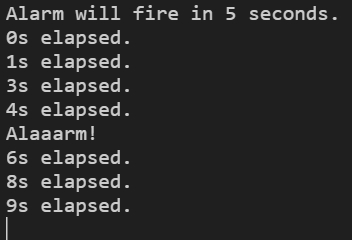 Alarm will fire in 5 seconds.
0s elapsed.
1s elapsed.
3s elapsed.
4s elapsed.
Alaaarm!
6s elapsed.
8s elapsed.
9s elapsed.